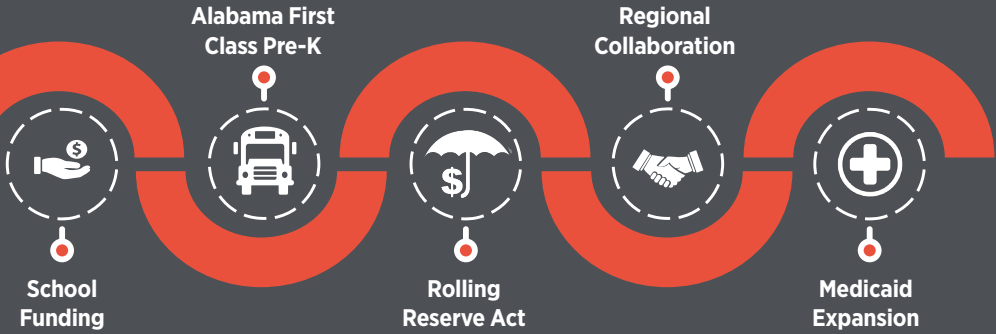 Alabama First
Class Pre-K
Regional
Collaboration
$
$
School
Funding
Rolling
Reserve Act
Medicaid
Expansion